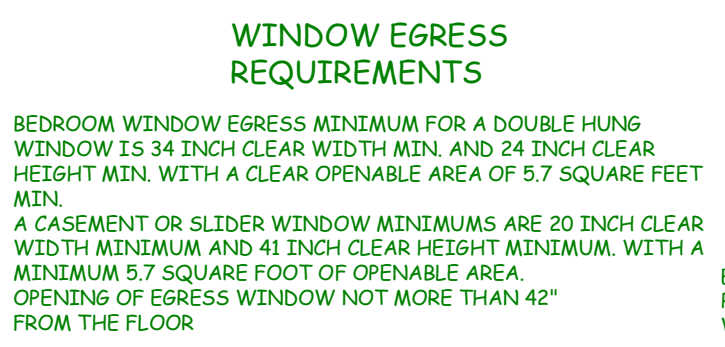 WINDOW EGRESS
REQUIREMENTS
BEDROOM WINDOW EGRESS MINIMUM FOR A DOUBLE HUNG
WINDOW IS 34 INCH CLEAR WIDTH MIN. AND 24 INCH CLEAR
HEIGHT MIN. WITH A CLEAR OPENABLE AREA OF 5.7 SQUARE FEET
MIN.
A CASEMENT OR SLIDER WINDOW MINIMUMS ARE 20 INCH CLEAR
WIDTH MINIMUM AND 41 INCH CLEAR HEIGHT MINIMUM. WITH A
MINIMUM 5.7 SQUARE FOOT OF OPENABLE AREA.
OPENING OF EGRESS WINDOW NOT MORE THAN 42"
FROM THE FLOOR